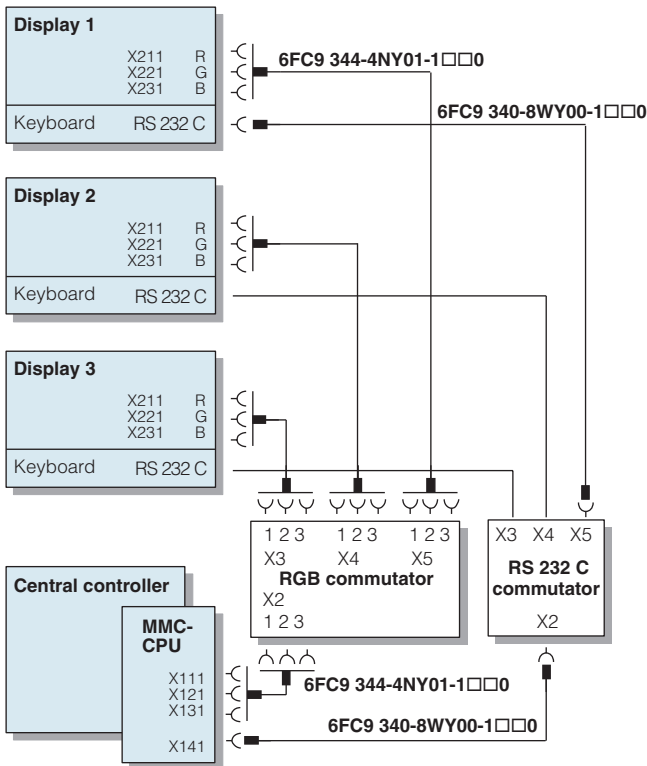 Display 1
X211 R
X221 G
X231 B
Keyboard RS 232 C
6FC9 344-4NY01-1□□0
6FC9 340-8WY00-1□□0
Display 2
X211 R
X221 G
X231 B
Keyboard RS 232 C
Display 3
X211 R
X221 G
X231 B
Keyboard RS 232 C
1 2 3 1 2 3 1 2 3
X3 X4 X5
RGB commutator
X2
1 2 3
X3 X4 X5
RS 232 C
commutator
X2
Central controller
MMC-
CPU
X111
X121
X131
X141
6FC9 344-4NY01-1□□0
6FC9 340-8WY00-1□□0